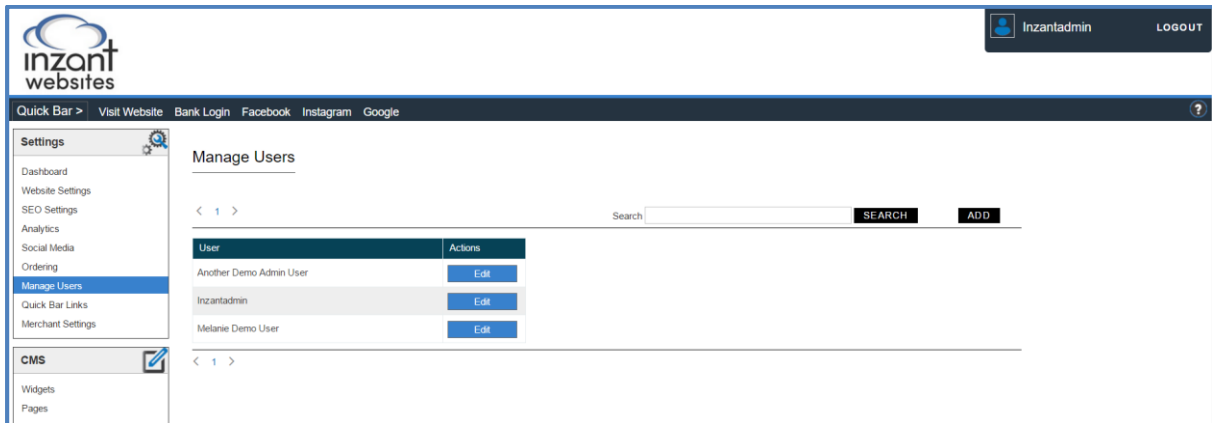 inzant
websites
Inzantadmin LOGOUT
Quick Bar > Visit Website Bank Login Facebook Instagram Google ?
Settings
Dashboard
Website Settings
SEO Settings
Analytics
Social Media
Ordering
Manage Users
Quick Bar Links
Merchant Settings
CMS
Widgets
Pages
Manage Users
< 1 > Search SEARCH ADD
User Actions
Another Demo Admin User Edit
Inzantadmin Edit
Melanie Demo User Edit
< 1 >